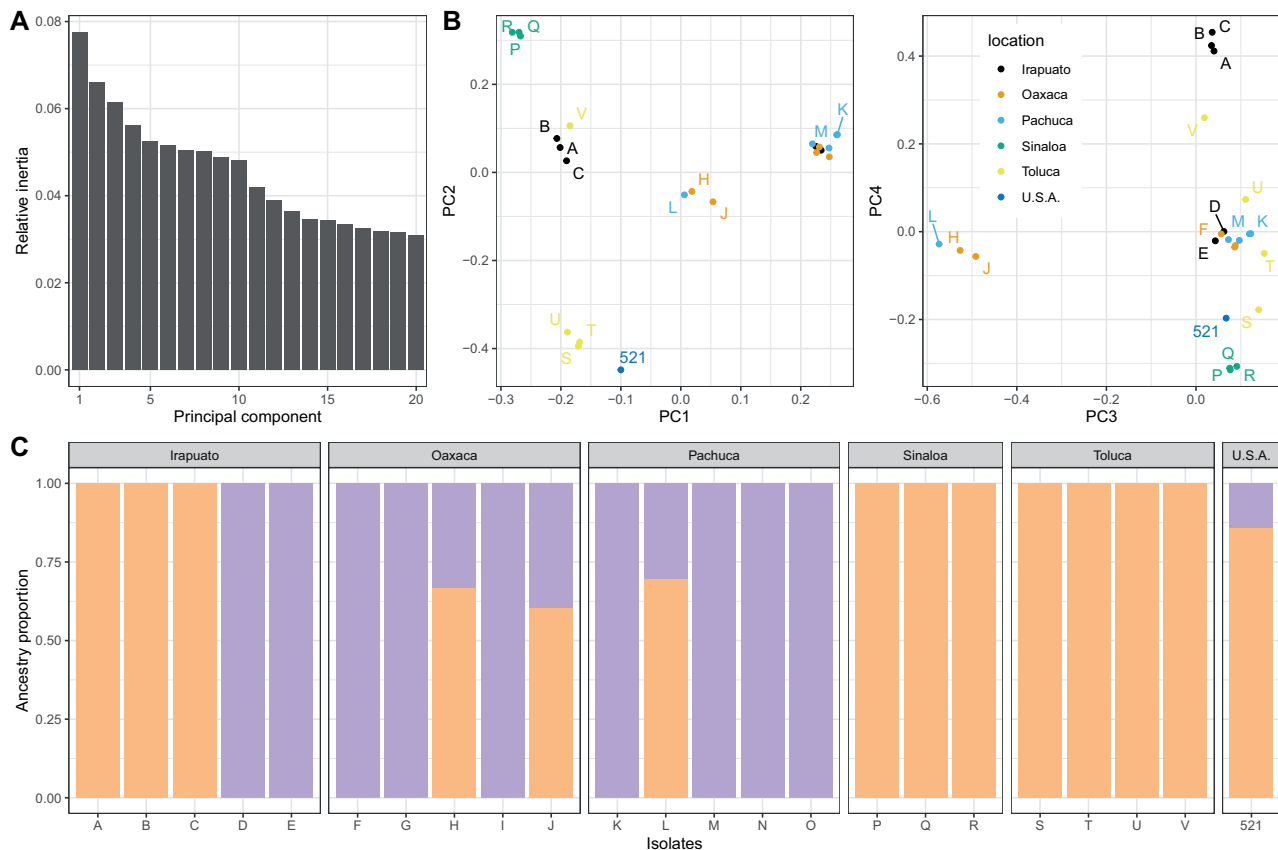 A
0.08
0.06
0.04
0.02
0.00
Relative inertia
1
5
10
15
20
Principal component
B
0.2
0.0
−0.2
−0.4
PC2
R
Q
P
V
B
A
C
M
K
H
L
J
U
T
S
521
−0.3
−0.2
−0.1
0.0
0.1
0.2
PC1
0.4
0.2
0.0
−0.2
PC4
location
Irapuato
Oaxaca
Pachuca
Sinaloa
Toluca
U.S.A.
B
C
A
V
U
D
F
M
K
E
T
L
H
J
S
521
Q
P
R
−0.6
−0.4
−0.2
0.0
PC3
C
Irapuato
Oaxaca
Pachuca
Sinaloa
Toluca
U.S.A.
1.00
0.75
0.50
0.25
0.00
Ancestry proportion
A B C D E F G H I J K L M N O P Q R S T U V 521
Isolates